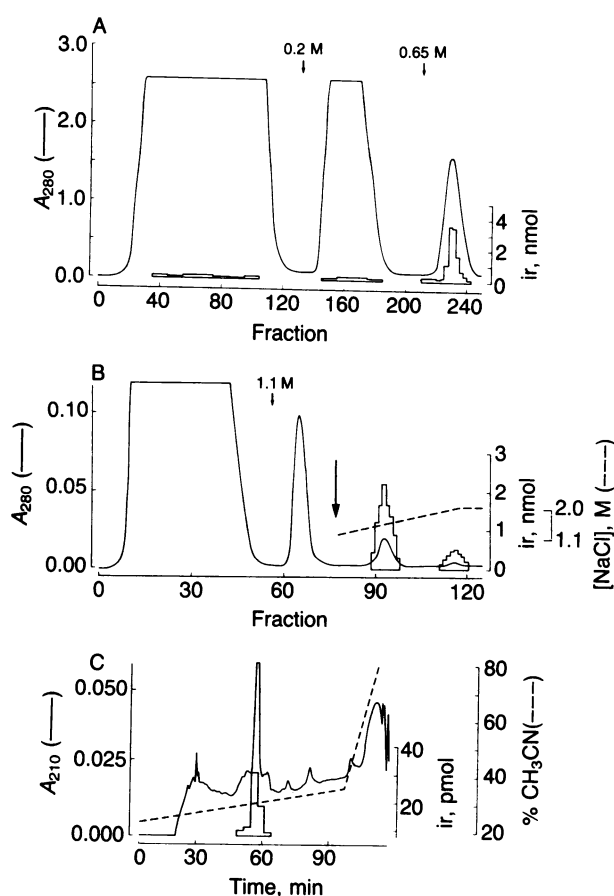 A
3.0
2.0
1.0
0.0
A280 (——)
0.2 M
0.65 M
4
2
0
ir, nmol
0
40
80
120
160
200
240
Fraction
B
0.10
0.05
0.00
A280 (——)
1.1 M
3
2
1
0
ir, nmol
2.0
1.1
[NaCl], M (---)
0
30
60
90
120
Fraction
C
0.050
0.025
0.000
A210 (——)
40
20
ir, pmol
80
60
40
20
% CH3CN(---)
0
30
60
90
Time, min